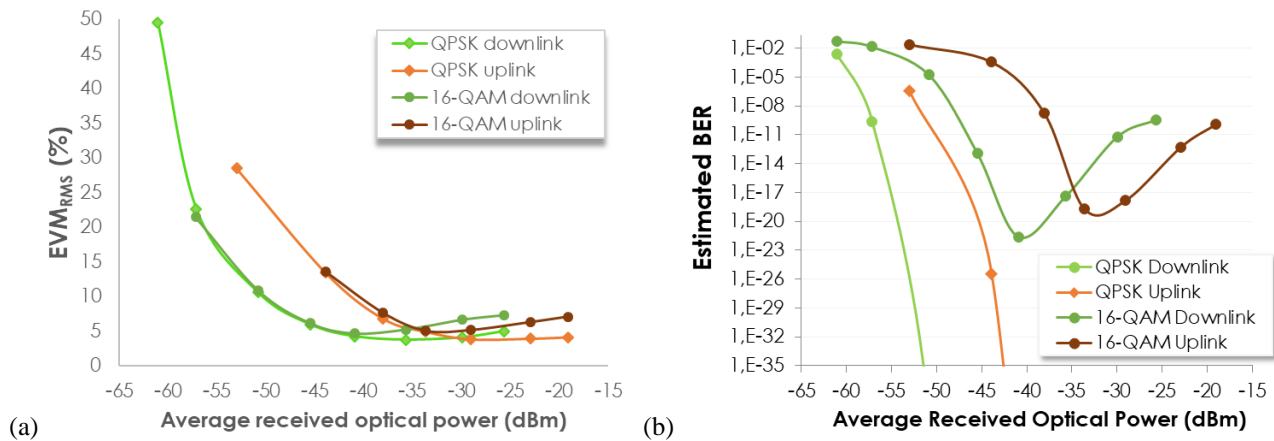 50
45
40
35
30
25
20
15
10
5
0
EVM_RMS (%)
QPSK downlink
QPSK uplink
16-QAM downlink
16-QAM uplink
-65 -60 -55 -50 -45 -40 -35 -30 -25 -20 -15
Average received optical power (dBm)
(a)
1,E-02
1,E-05
1,E-08
1,E-11
1,E-14
1,E-17
1,E-20
1,E-23
1,E-26
1,E-29
1,E-32
1,E-35
Estimated BER
QPSK Downlink
QPSK Uplink
16-QAM Downlink
16-QAM Uplink
-65 -60 -55 -50 -45 -40 -35 -30 -25 -20 -15
Average Received Optical Power (dBm)
(b)